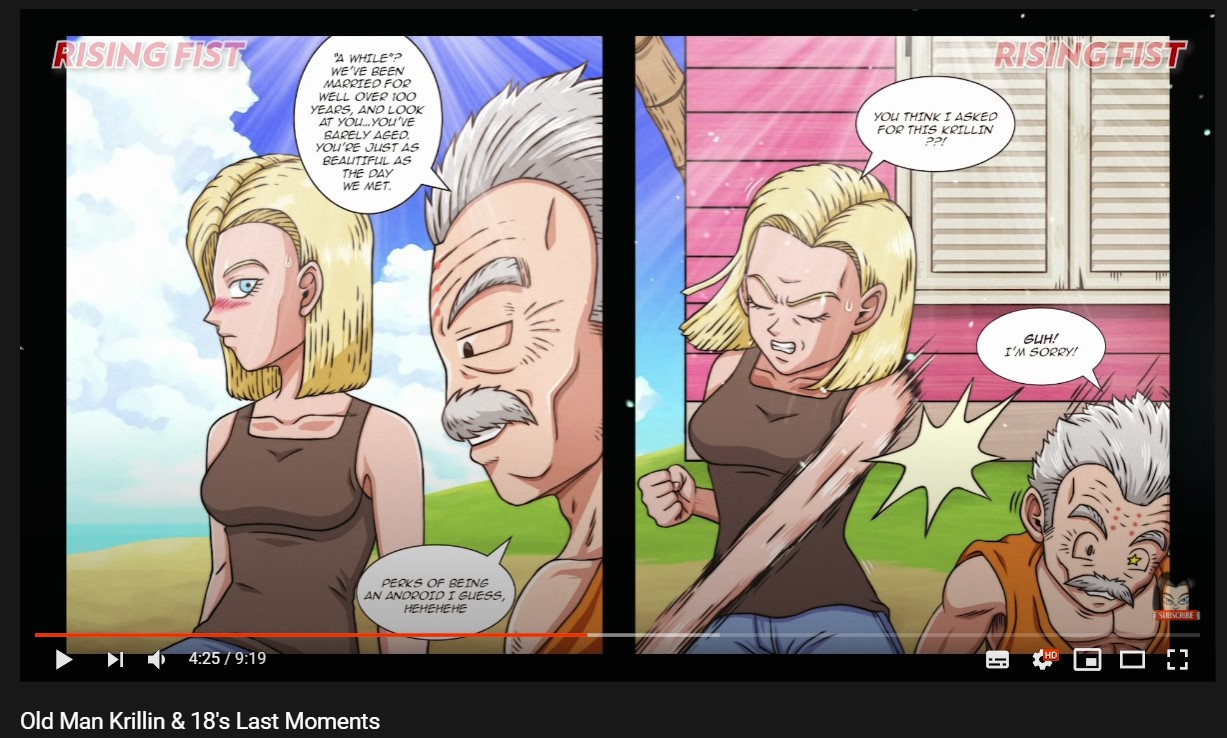 RISING FIST
"A WHILE"?
WE'VE BEEN
MARRIED FOR
WELL OVER 100
YEARS, AND LOOK
AT YOU...YOU'VE
BARELY AGED.
YOU'RE JUST AS
BEAUTIFUL AS
THE DAY
WE MET.
PERKS OF BEING
AN ANDROID I GUESS,
HEHEHEHE
RISING FIST
YOU THINK I ASKED
FOR THIS KRILLIN
??!
GUH!
I'M SORRY!
SUBSCRIBE
4:25 / 9:19
HD
Old Man Krillin & 18's Last Moments